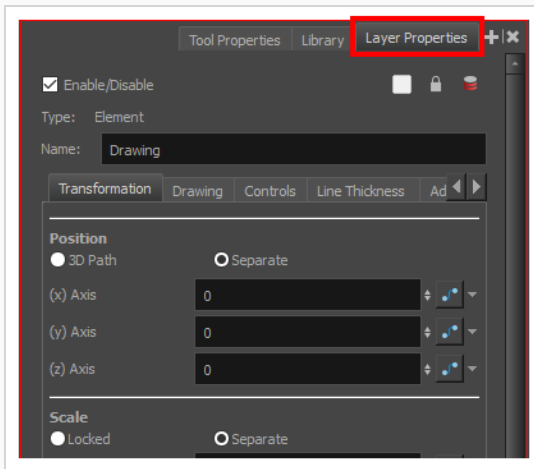 Tool Properties Library Layer Properties
Enable/Disable
Type: Element
Name: Drawing
Transformation Drawing Controls Line Thickness Ad
Position
3D Path Separate
(x) Axis 0
(y) Axis 0
(z) Axis 0
Scale
Locked Separate